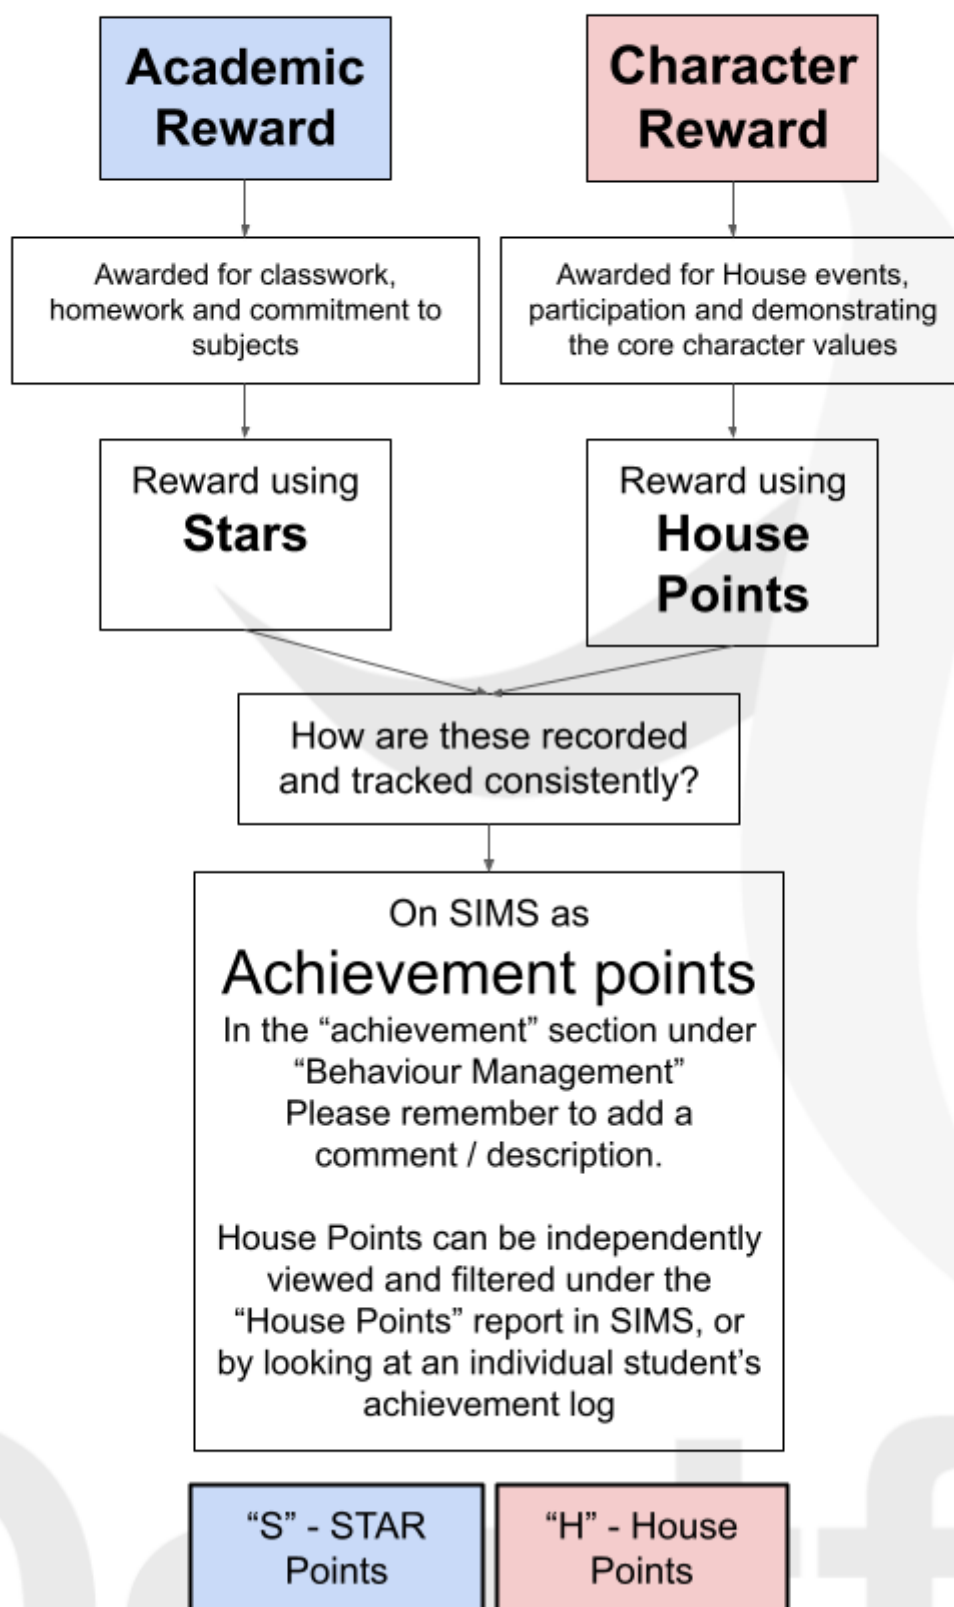 Academic
Reward
Character
Reward
Awarded for classwork,
homework and commitment to
subjects
Awarded for House events,
participation and demonstrating
the core character values
Reward using
Stars
Reward using
House
Points
How are these recorded
and tracked consistently?
On SIMS as
Achievement points
In the “achievement” section under
“Behaviour Management”
Please remember to add a
comment / description.
House Points can be independently
viewed and filtered under the
“House Points” report in SIMS, or
by looking at an individual student’s
achievement log
“S” - STAR
Points
“H” - House
Points